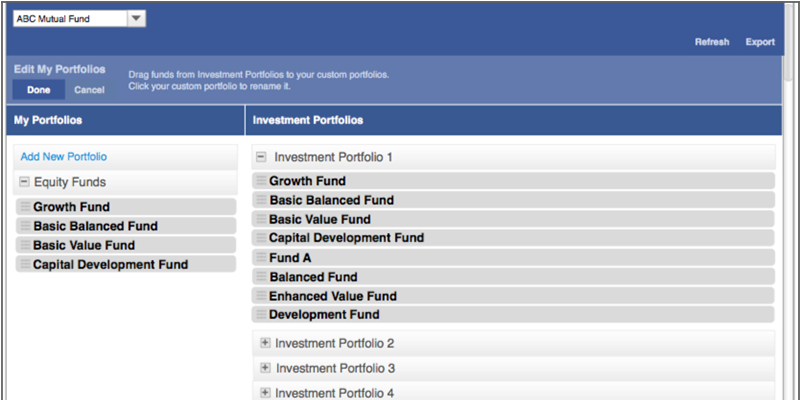 ABC Mutual Fund
Refresh Export
Edit My Portfolios
Done Cancel
Drag funds from Investment Portfolios to your custom portfolios.
Click your custom portfolio to rename it.
My Portfolios
Add New Portfolio
Equity Funds
Growth Fund
Basic Balanced Fund
Basic Value Fund
Capital Development Fund
Investment Portfolios
Investment Portfolio 1
Growth Fund
Basic Balanced Fund
Basic Value Fund
Capital Development Fund
Fund A
Balanced Fund
Enhanced Value Fund
Development Fund
Investment Portfolio 2
Investment Portfolio 3
Investment Portfolio 4